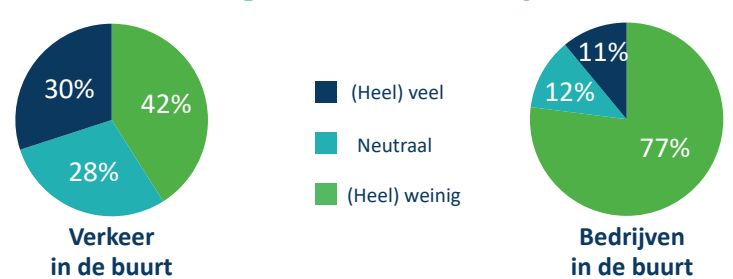 30%
42%
28%
Verkeer
in de buurt
(Heel) veel
Neutraal
(Heel) weinig
11%
12%
77%
Bedrijven
in de buurt